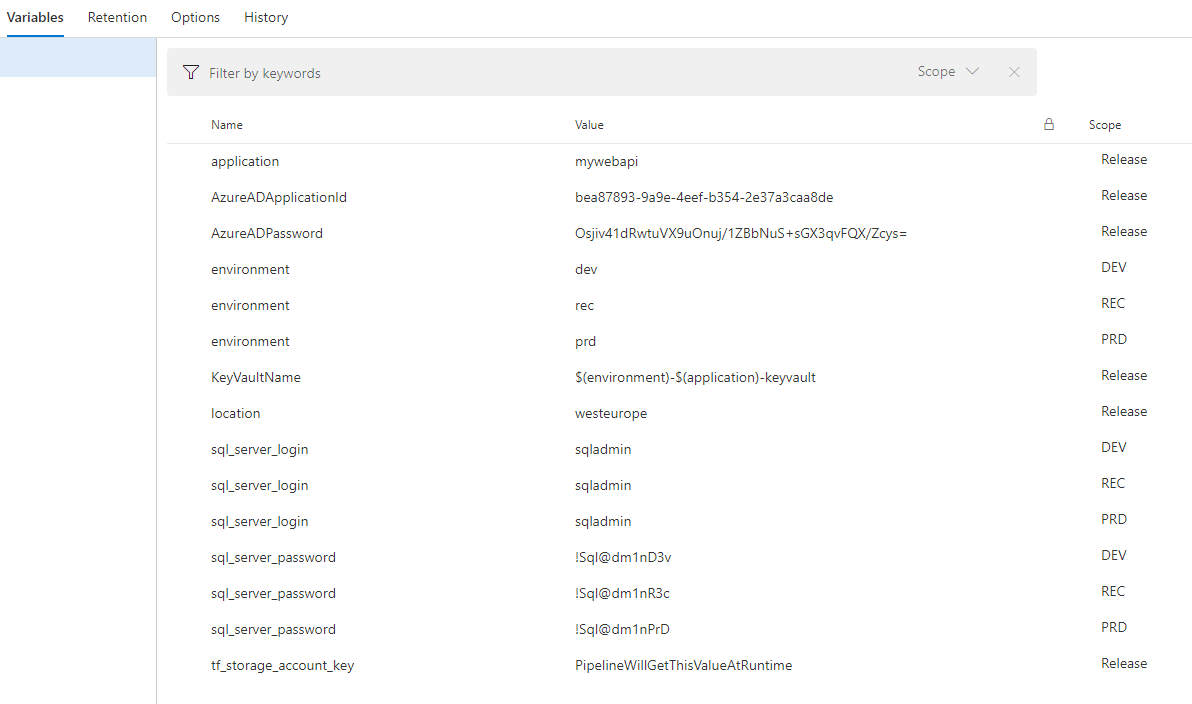 Variables Retention Options History
Filter by keywords Scope
Name Value Scope
application mywebapi Release
AzureADApplicationId bea87893-9a9e-4eef-b354-2e37a3caa8de Release
AzureADPassword Osjiv41dRwtuVX9uOnuj/1ZBbNuS+sGX3qvFQX/Zcys= Release
environment dev DEV
environment rec REC
environment prd PRD
KeyVaultName $(environment)-$(application)-keyvault Release
location westeurope Release
sql_server_login sqladmin DEV
sql_server_login sqladmin REC
sql_server_login sqladmin PRD
sql_server_password !Sql@dm1nD3v DEV
sql_server_password !Sql@dm1nR3c REC
sql_server_password !Sql@dm1nPrD PRD
tf_storage_account_key PipelineWillGetThisValueAtRuntime Release